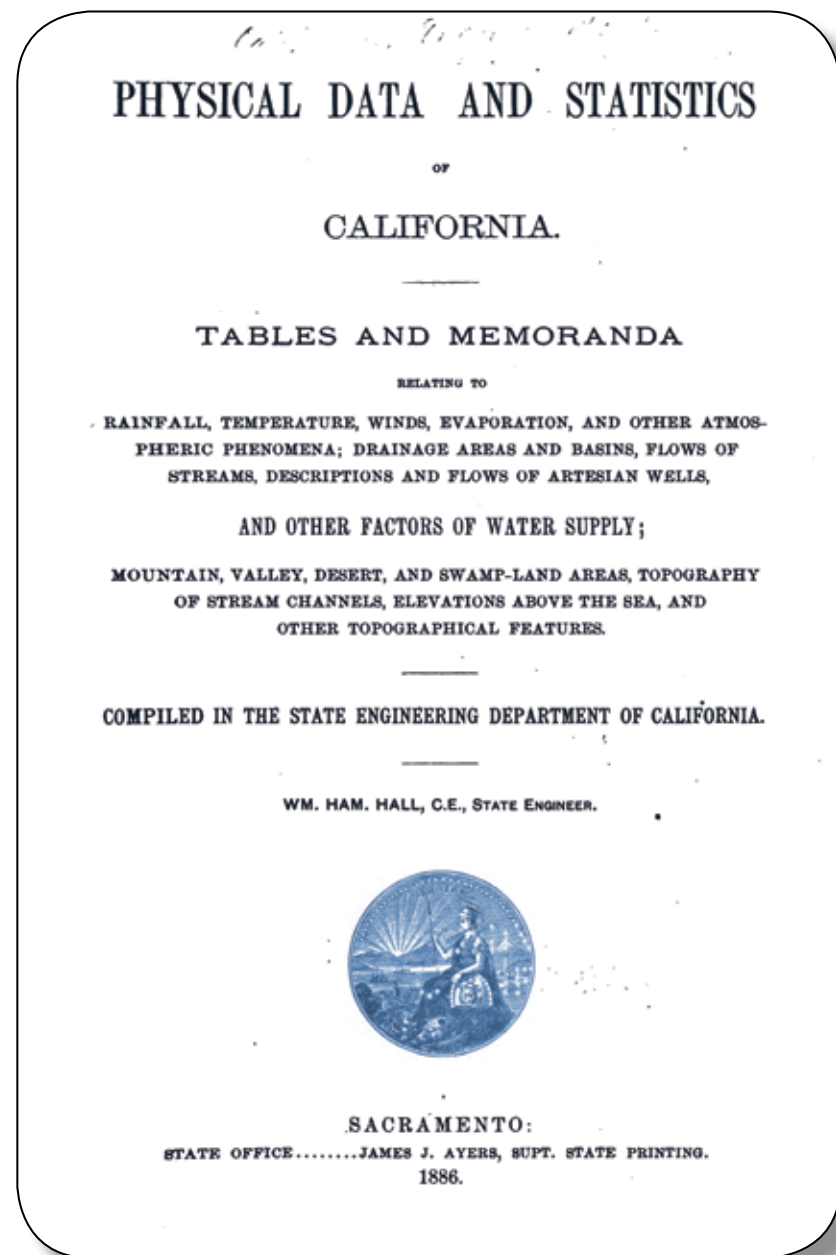 PHYSICAL DATA AND STATISTICS
OF
CALIFORNIA.
TABLES AND MEMORANDA
RELATING TO
RAINFALL, TEMPERATURE, WINDS, EVAPORATION, AND OTHER ATMOS-
PHERIC PHENOMENA; DRAINAGE AREAS AND BASINS, FLOWS OF
STREAMS, DESCRIPTIONS AND FLOWS OF ARTESIAN WELLS,
AND OTHER FACTORS OF WATER SUPPLY;
MOUNTAIN, VALLEY, DESERT, AND SWAMP-LAND AREAS, TOPOGRAPHY
OF STREAM CHANNELS, ELEVATIONS ABOVE THE SEA, AND
OTHER TOPOGRAPHICAL FEATURES.
COMPILED IN THE STATE ENGINEERING DEPARTMENT OF CALIFORNIA.
WM. HAM. HALL, C.E., STATE ENGINEER.
SACRAMENTO:
STATE OFFICE........JAMES J. AYERS, SUPT. STATE PRINTING.
1886.